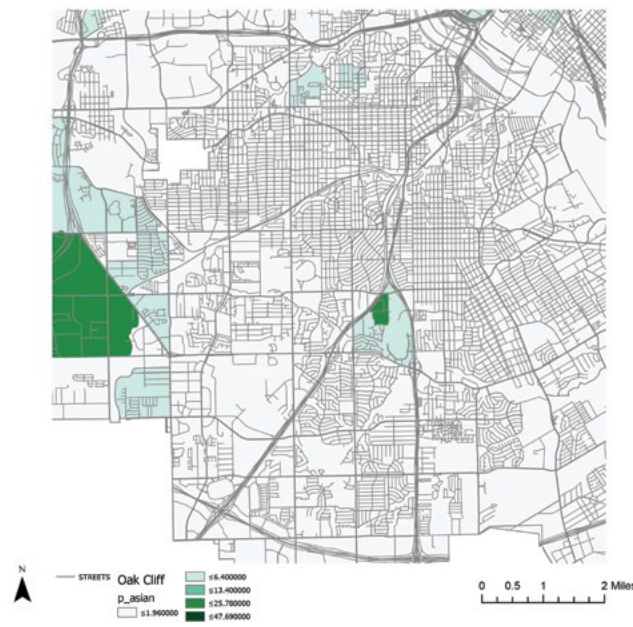 N
STREETS
Oak Cliff
p_asian
≤1.960000
≤6.400000
≤13.400000
≤25.780000
≤47.690000
0 0.5 1 2 Miles